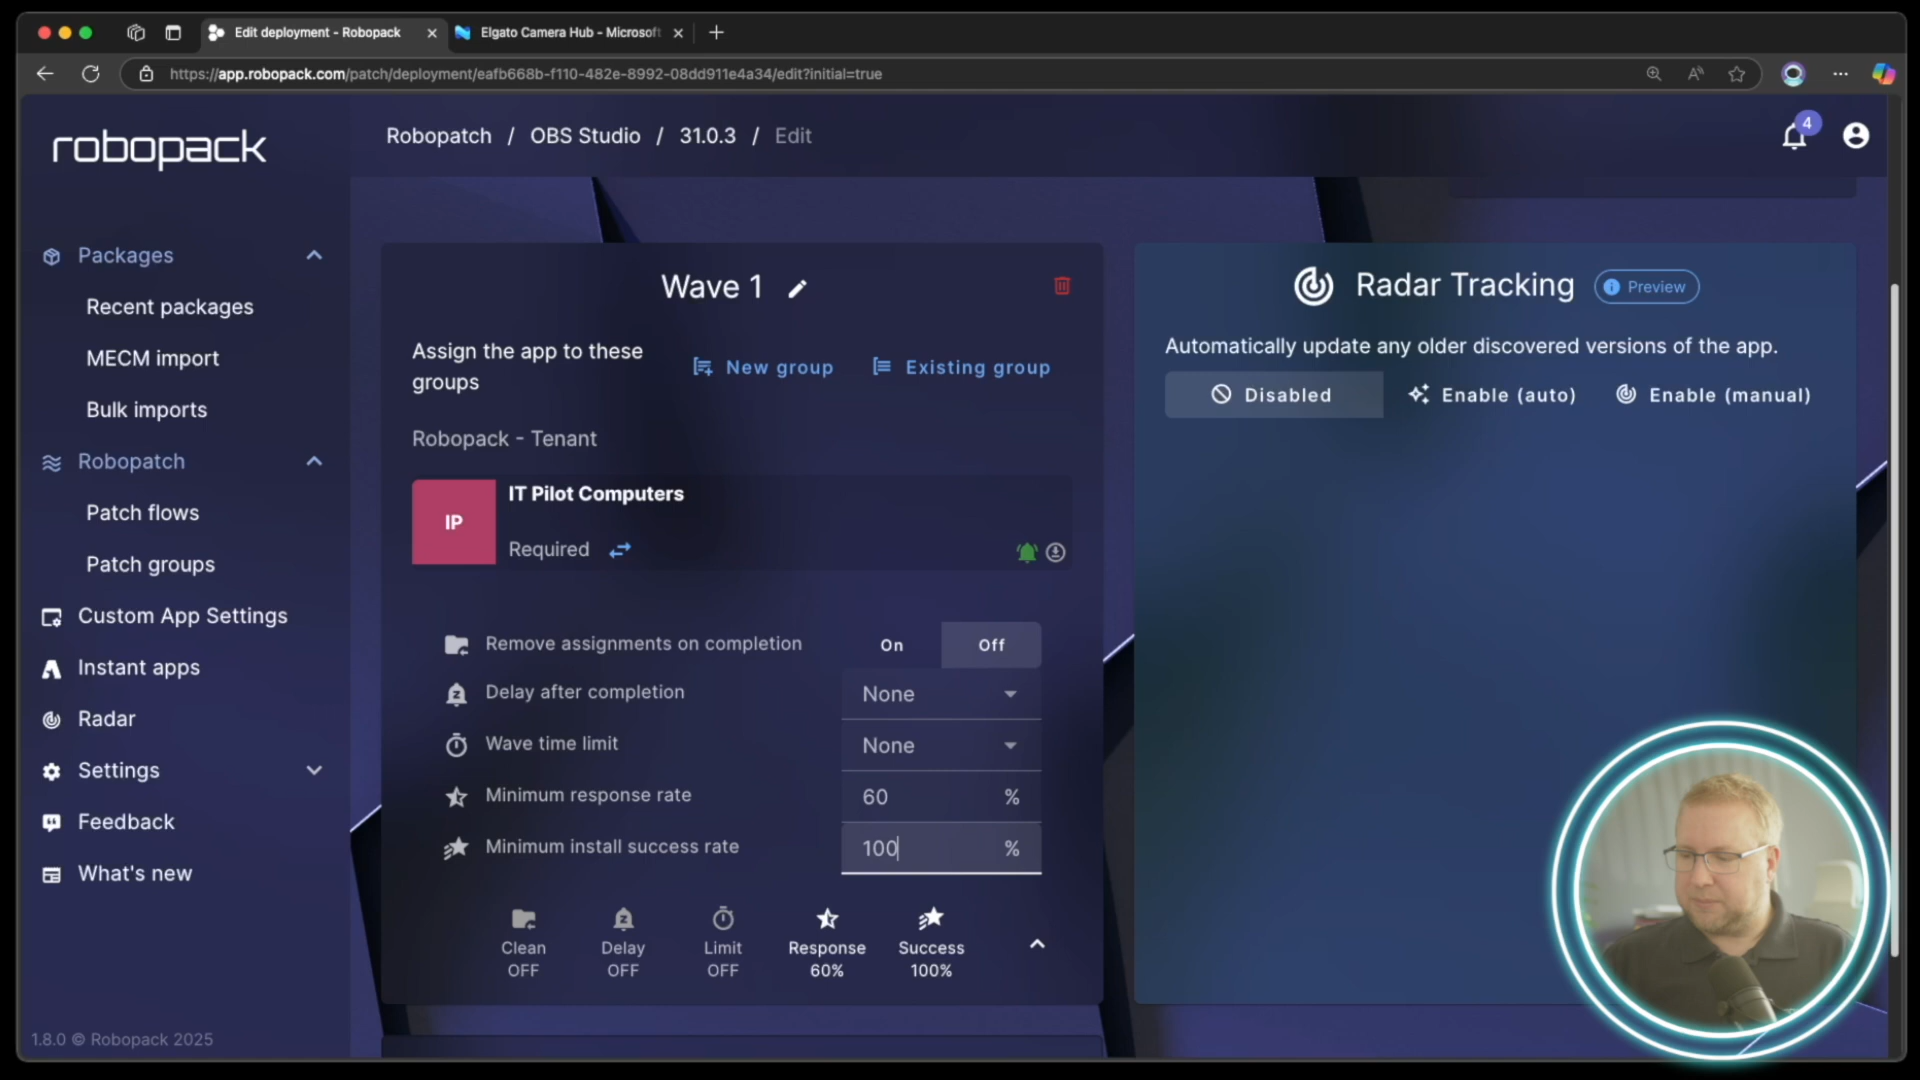 Edit deployment - Robopack
Elgato Camera Hub - Microsoft
https://app.robopack.com/patch/deployment/eafb668b-f110-482e-8992-08dd911e4a34/edit?initial=true
robopack
Robopatch / OBS Studio / 31.0.3 / Edit
4
Packages
Recent packages
MECM import
Bulk imports
Robopatch
Patch flows
Patch groups
Custom App Settings
Instant apps
Radar
Settings
Feedback
What's new
1.8.0 © Robopack 2025
Wave 1
Assign the app to these
groups
New group
Existing group
Robopack - Tenant
IP
IT Pilot Computers
Required
Remove assignments on completion
On
Off
Delay after completion
None
Wave time limit
None
Minimum response rate
60 %
Minimum install success rate
100 %
Clean
OFF
Delay
OFF
Limit
OFF
Response
60%
Success
100%
Radar Tracking
Preview
Automatically update any older discovered versions of the app.
Disabled
Enable (auto)
Enable (manual)